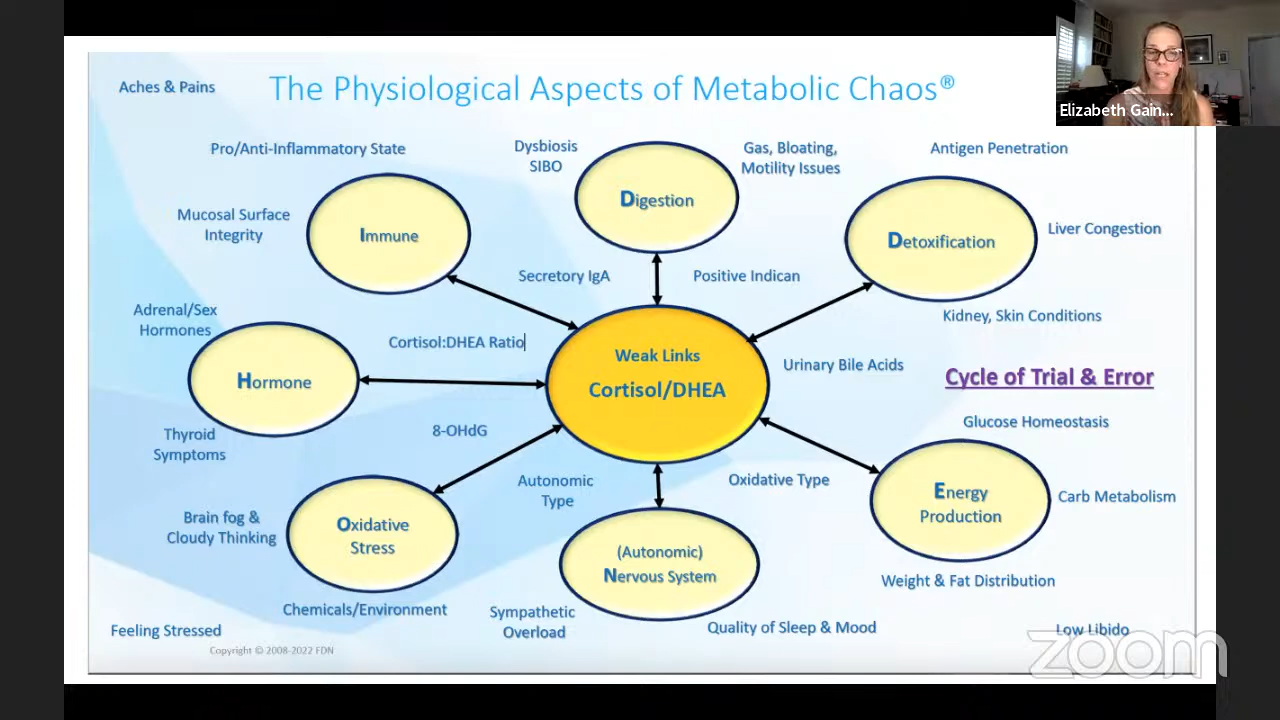 Aches & Pains
The Physiological Aspects of Metabolic Chaos®
Elizabeth Gain...
Pro/Anti-Inflammatory State
Dysbiosis
SIBO
Digestion
Gas, Bloating,
Motility Issues
Antigen Penetration
Mucosal Surface
Integrity
Immune
Detoxification
Liver Congestion
Secretory IgA
Positive Indican
Kidney, Skin Conditions
Adrenal/Sex
Hormones
Cortisol:DHEA Ratio
Hormone
Weak Links
Cortisol/DHEA
Urinary Bile Acids
Cycle of Trial & Error
Thyroid
Symptoms
8-OHdG
Glucose Homeostasis
Autonomic
Type
Oxidative Type
Energy
Production
Carb Metabolism
Brain fog &
Cloudy Thinking
Oxidative
Stress
(Autonomic)
Nervous System
Weight & Fat Distribution
Chemicals/Environment
Sympathetic
Overload
Quality of Sleep & Mood
Feeling Stressed
Low Libido
Copyright © 2008-2022 FDN
zoom